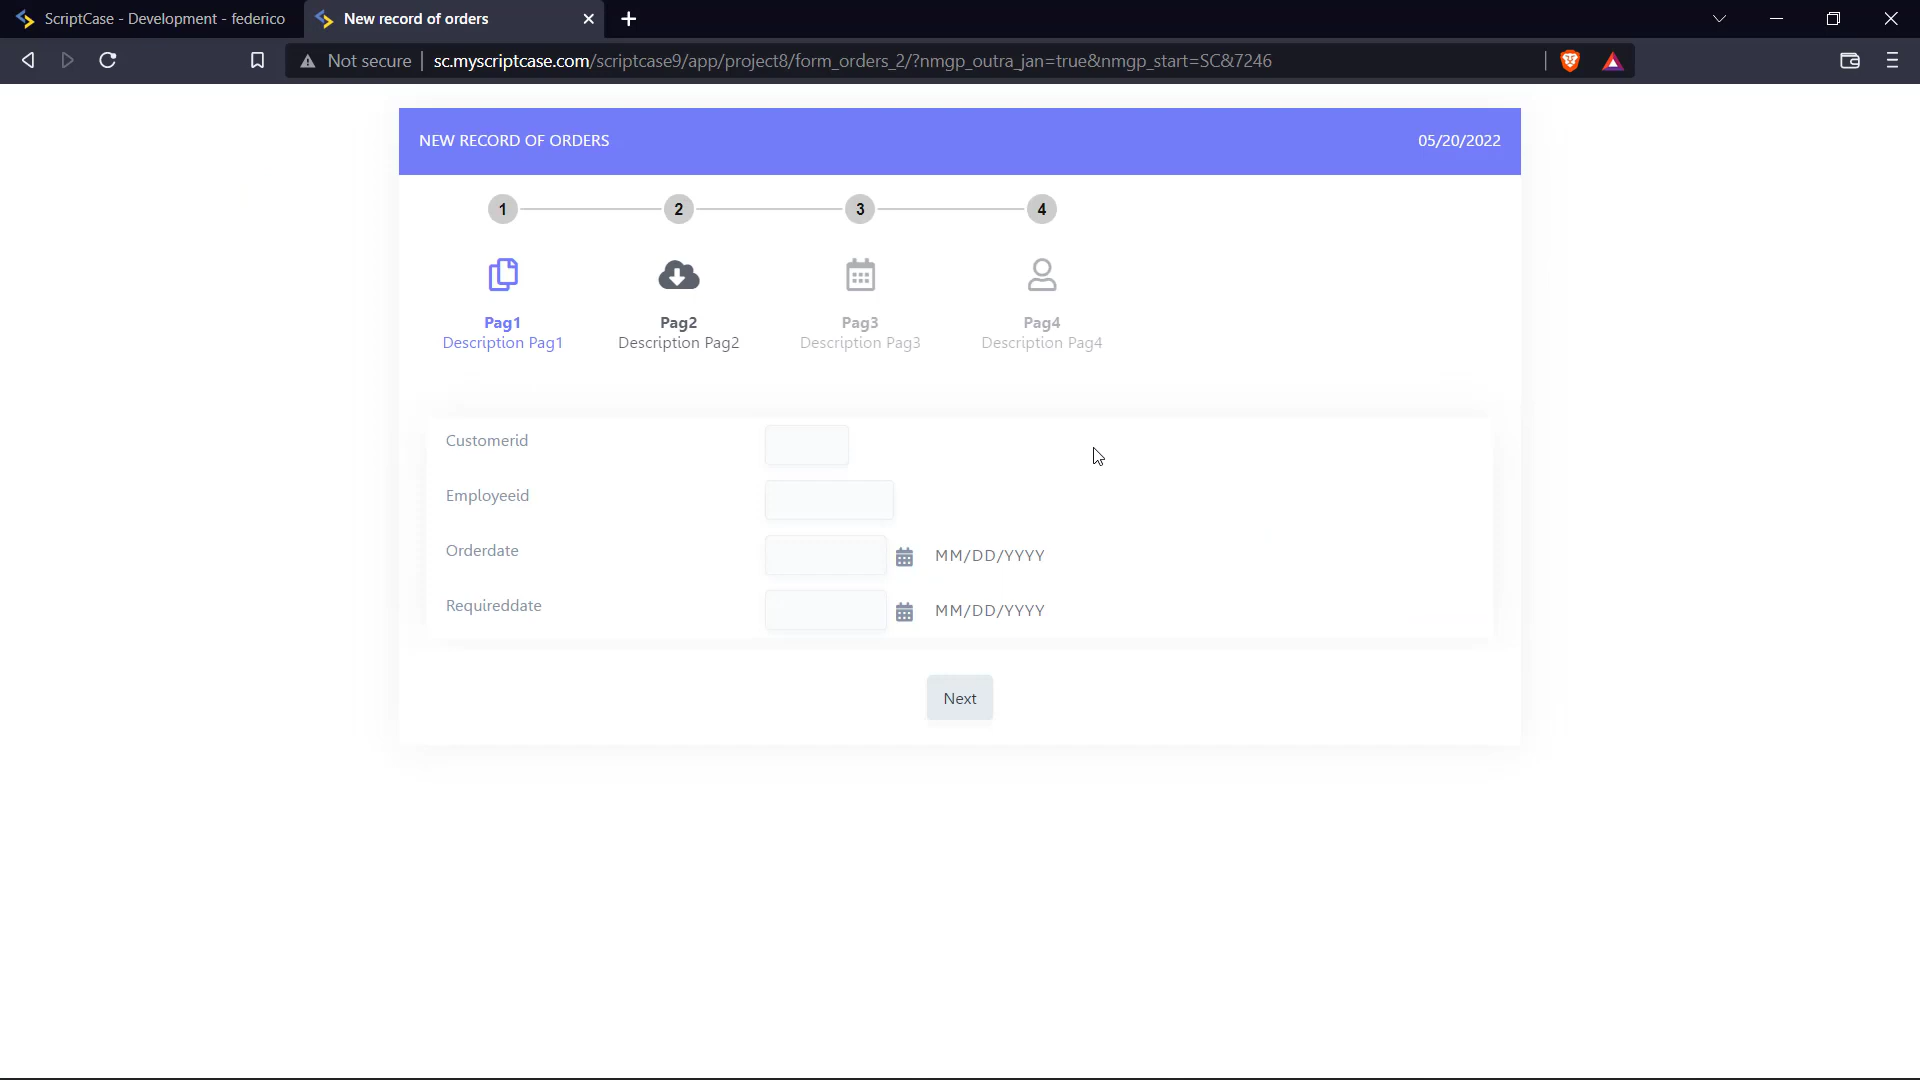 ScriptCase - Development - federico
New record of orders
Not secure
sc.myscriptcase.com/scriptcase9/app/project8/form_orders_2/?nmgp_outra_jan=true&nmgp_start=SC&7246
NEW RECORD OF ORDERS
05/20/2022
1
2
3
4
Pag1
Pag2
Pag3
Pag4
Description Pag1
Description Pag2
Description Pag3
Description Pag4
Customerid
Employeeid
Orderdate
MM/DD/YYYY
Requireddate
MM/DD/YYYY
Next